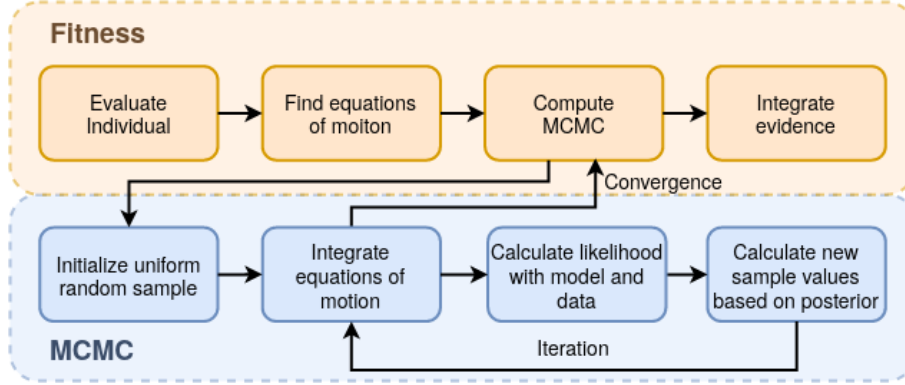 Fitness
Evaluate
Individual
Find equations
of moiton
Compute
MCMC
Integrate
evidence
Convergence
Initialize uniform
random sample
Integrate
equations of
motion
Calculate likelihood
with model and
data
Calculate new
sample values
based on posterior
Iteration
MCMC